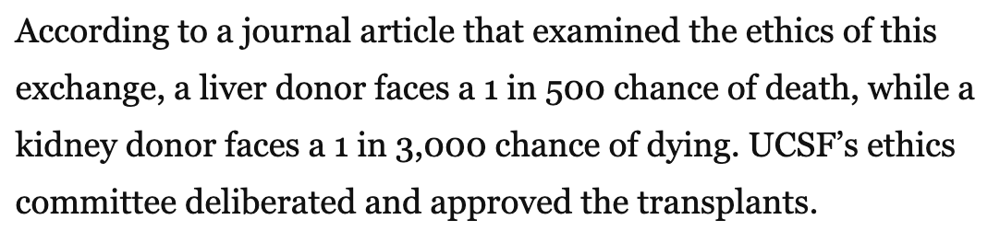 According to a journal article that examined the ethics of this
exchange, a liver donor faces a 1 in 500 chance of death, while a
kidney donor faces a 1 in 3,000 chance of dying. UCSF’s ethics
committee deliberated and approved the transplants.